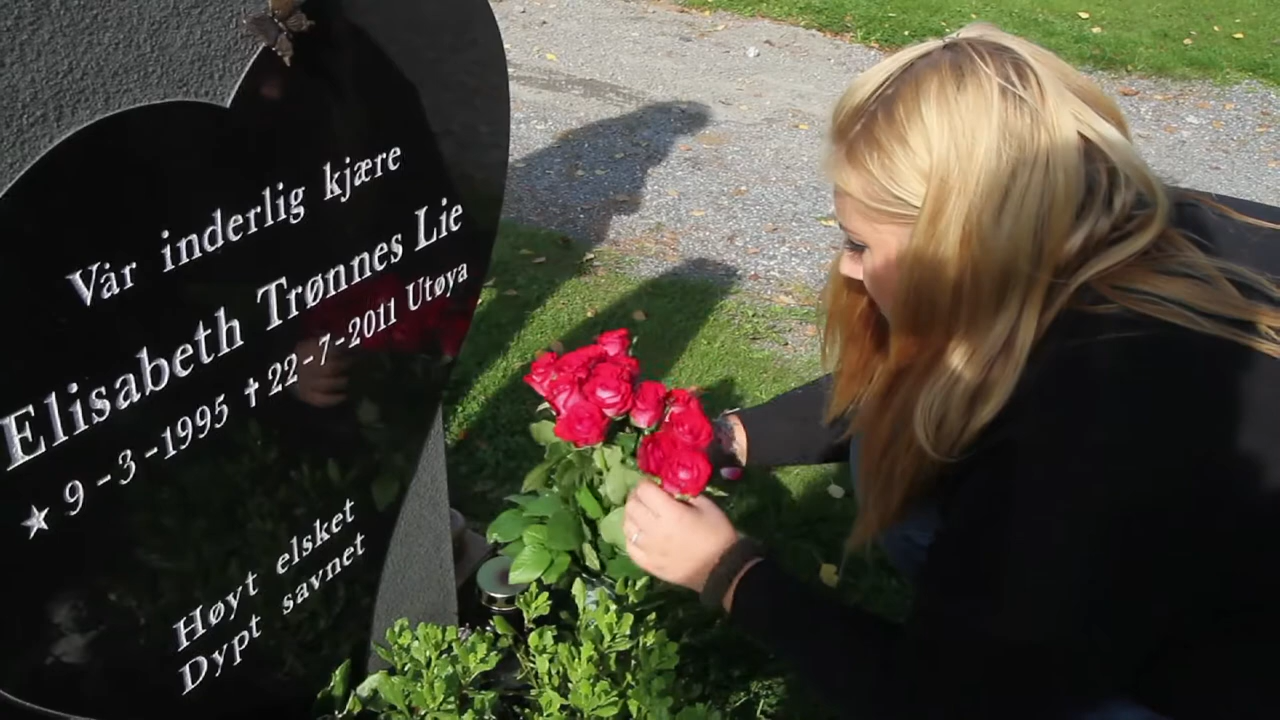 Vår inderlig kjære
Elisabeth Trønnes Lie
★ 9-3-1995 † 22-7-2011 Utøya
Høyt elsket
Dypt savnet